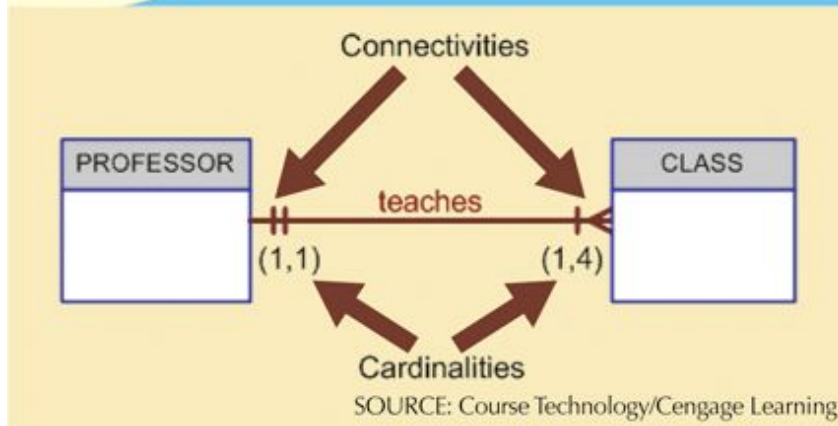 Connectivities
PROFESSOR
CLASS
teaches
(1,1)
(1,4)
Cardinalities
SOURCE: Course Technology/Cengage Learning